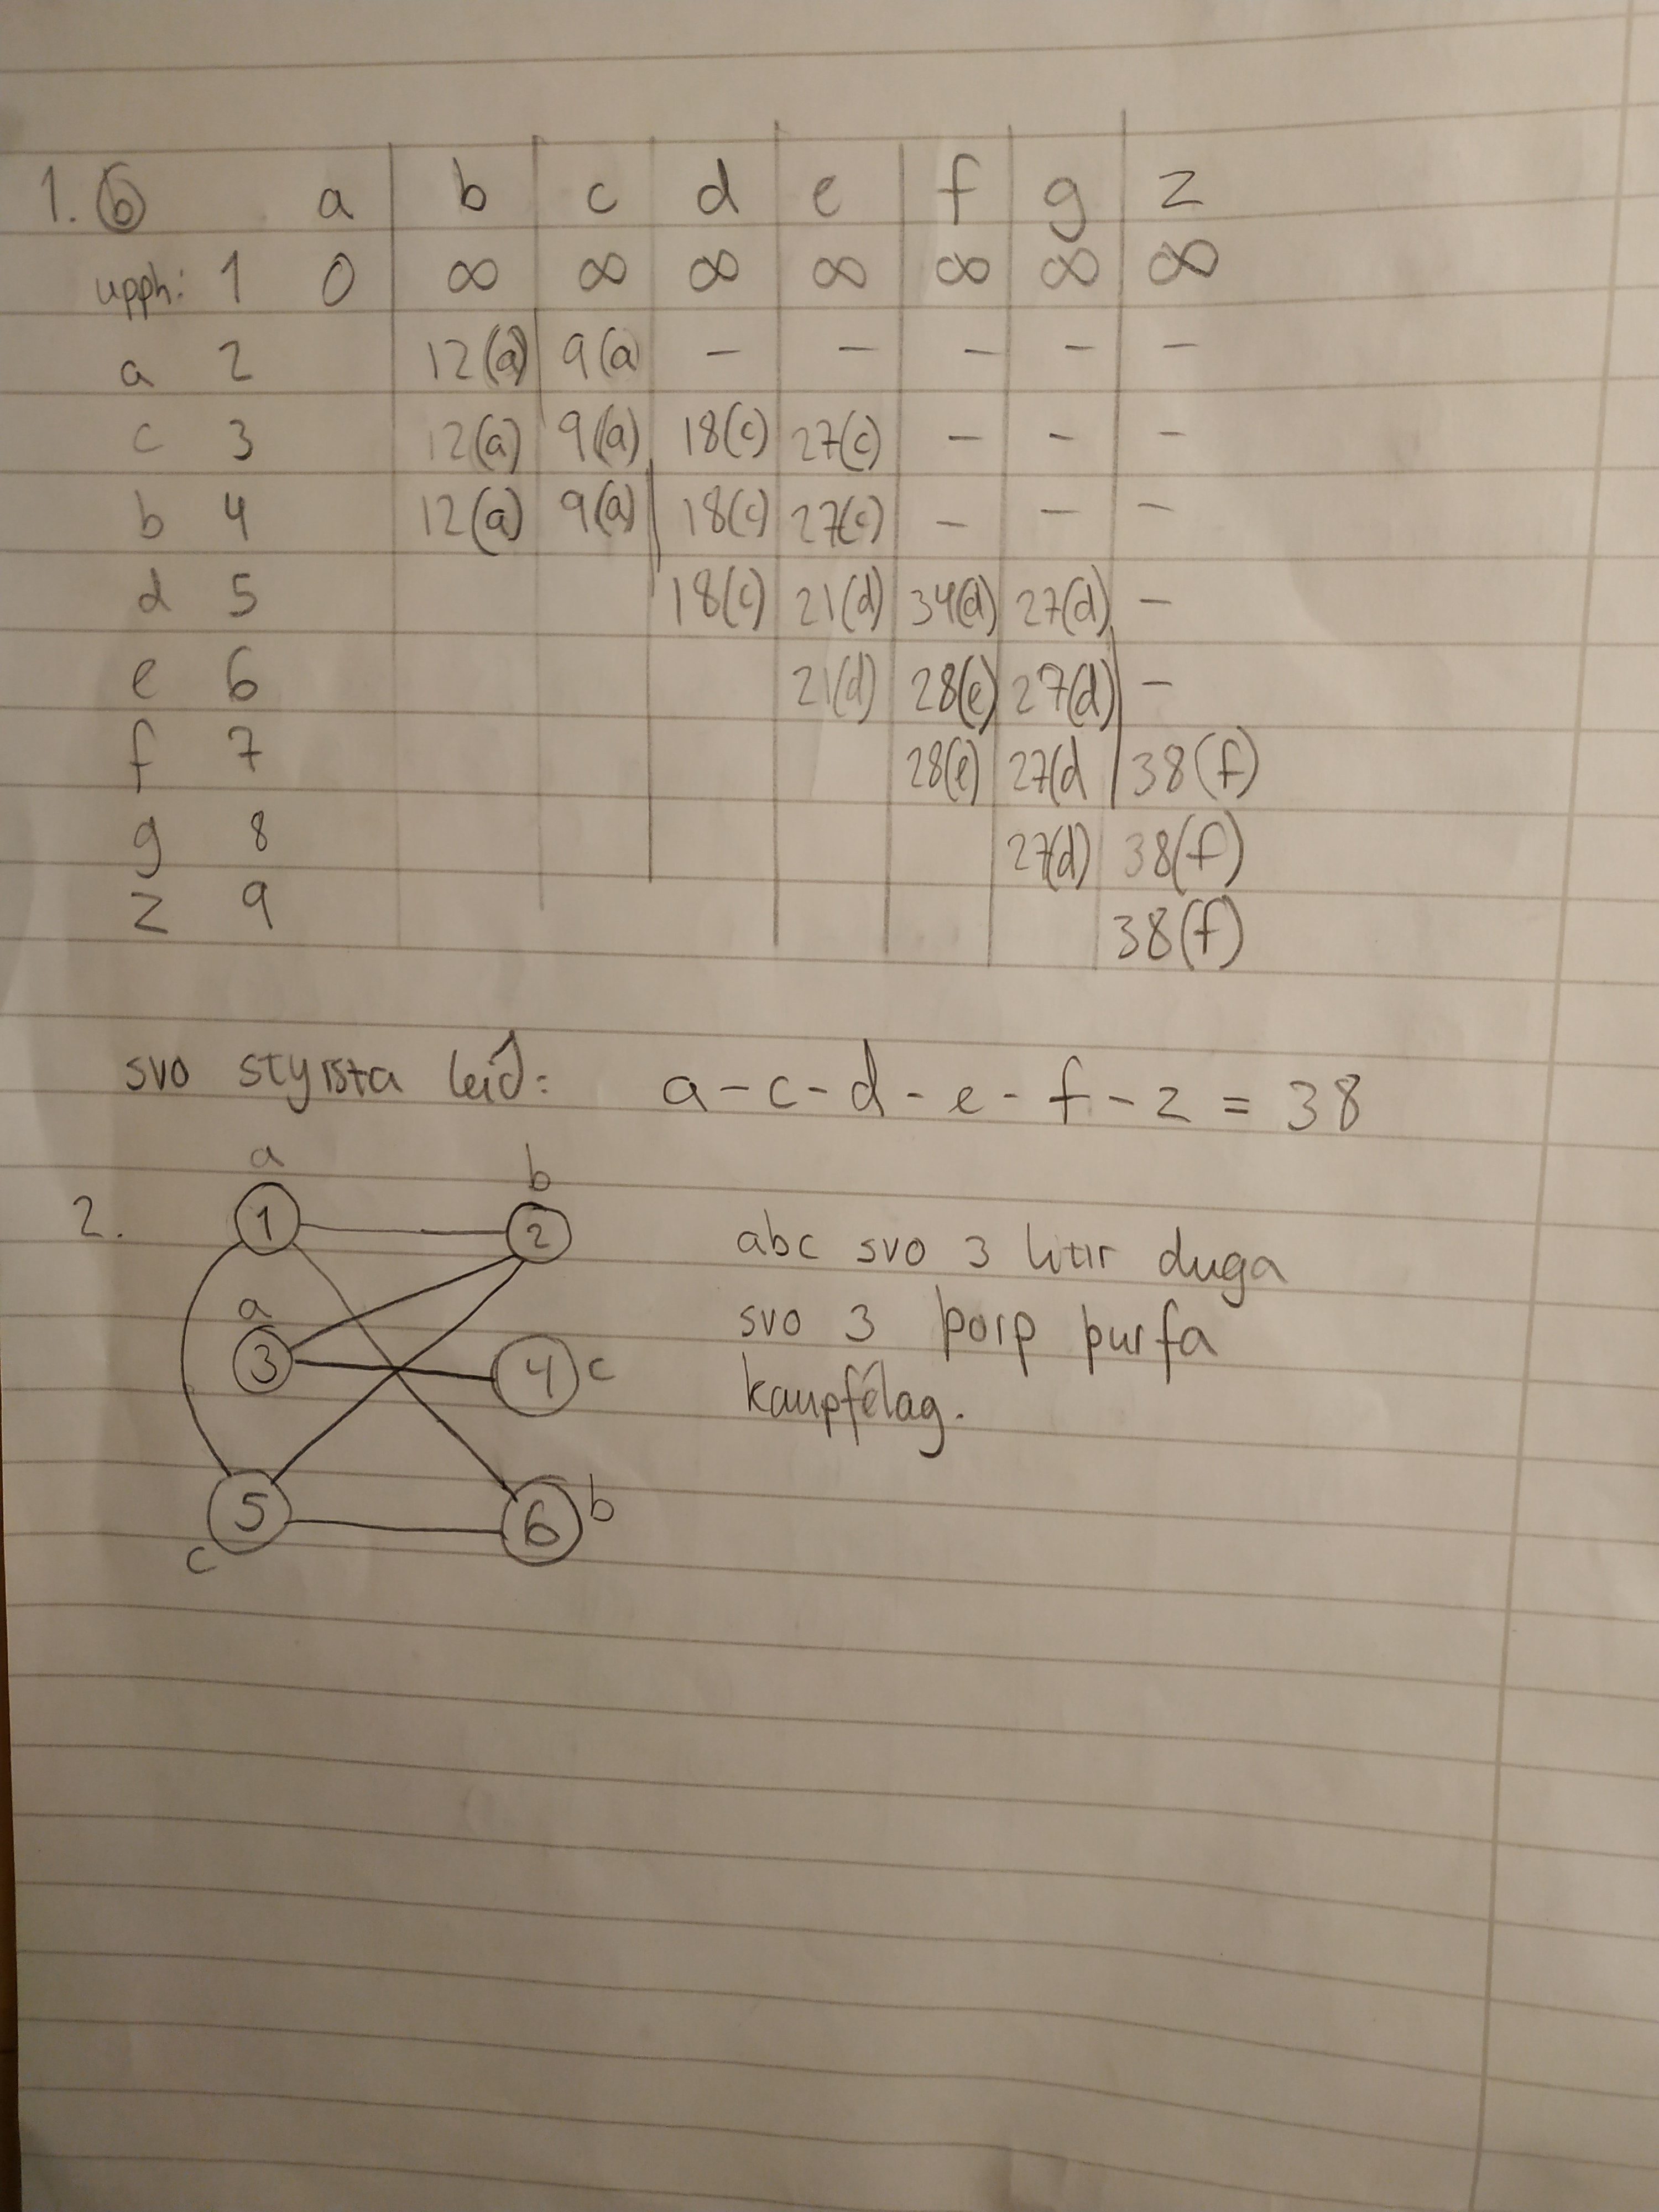 1. b a b c d e f g z
upph: 1 0 ∞ ∞ ∞ ∞ ∞ ∞ ∞
a 2 12(a) 9(a) - - - - -
c 3 12(a) 9(a) 18(c) 27(c) - - -
b 4 12(a) 9(a) 18(c) 27(c) - - -
d 5 18(c) 21(d) 34(d) 27(d) -
e 6 21(d) 28(e) 27(d) -
f 7 28(e) 27(d 38(f)
g 8 27(d) 38(f)
z 9 38(f)
svo styrsta leið: a-c-d-e-f-z = 38
2.
a b
1 2
a
3 4 c
5 6 b
c
abc svo 3 litir duga
svo 3 þorp þurfa
kaupfélag.